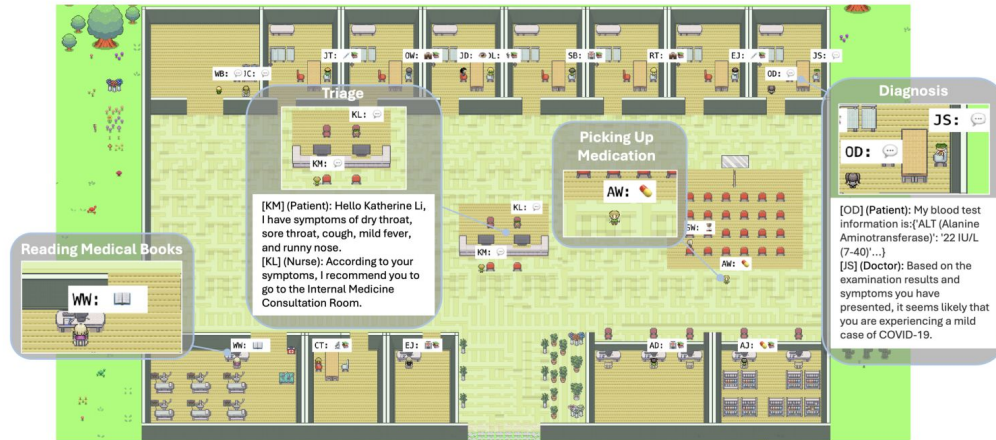 JT:
OW:
JD:
OL:
SB:
RT:
EJ:
JS:
WB:
IC:
OD:
Triage
KL:
KM:
[KM] (Patient): Hello Katherine Li,
I have symptoms of dry throat,
sore throat, cough, mild fever,
and runny nose.
[KL] (Nurse): According to your
symptoms, I recommend you to
go to the Internal Medicine
Consultation Room.
Picking Up
Medication
AW:
Diagnosis
JS:
OD:
[OD] (Patient): My blood test
information is:{'ALT (Alanine
Aminotransferase)': '22 IU/L
(7-40)'...}
[JS] (Doctor): Based on the
examination results and
symptoms you have
presented, it seems likely that
you are experiencing a mild
case of COVID-19.
KL:
KM:
SW:
AW:
Reading Medical Books
WW:
WW:
CT:
EJ:
AD:
AJ: